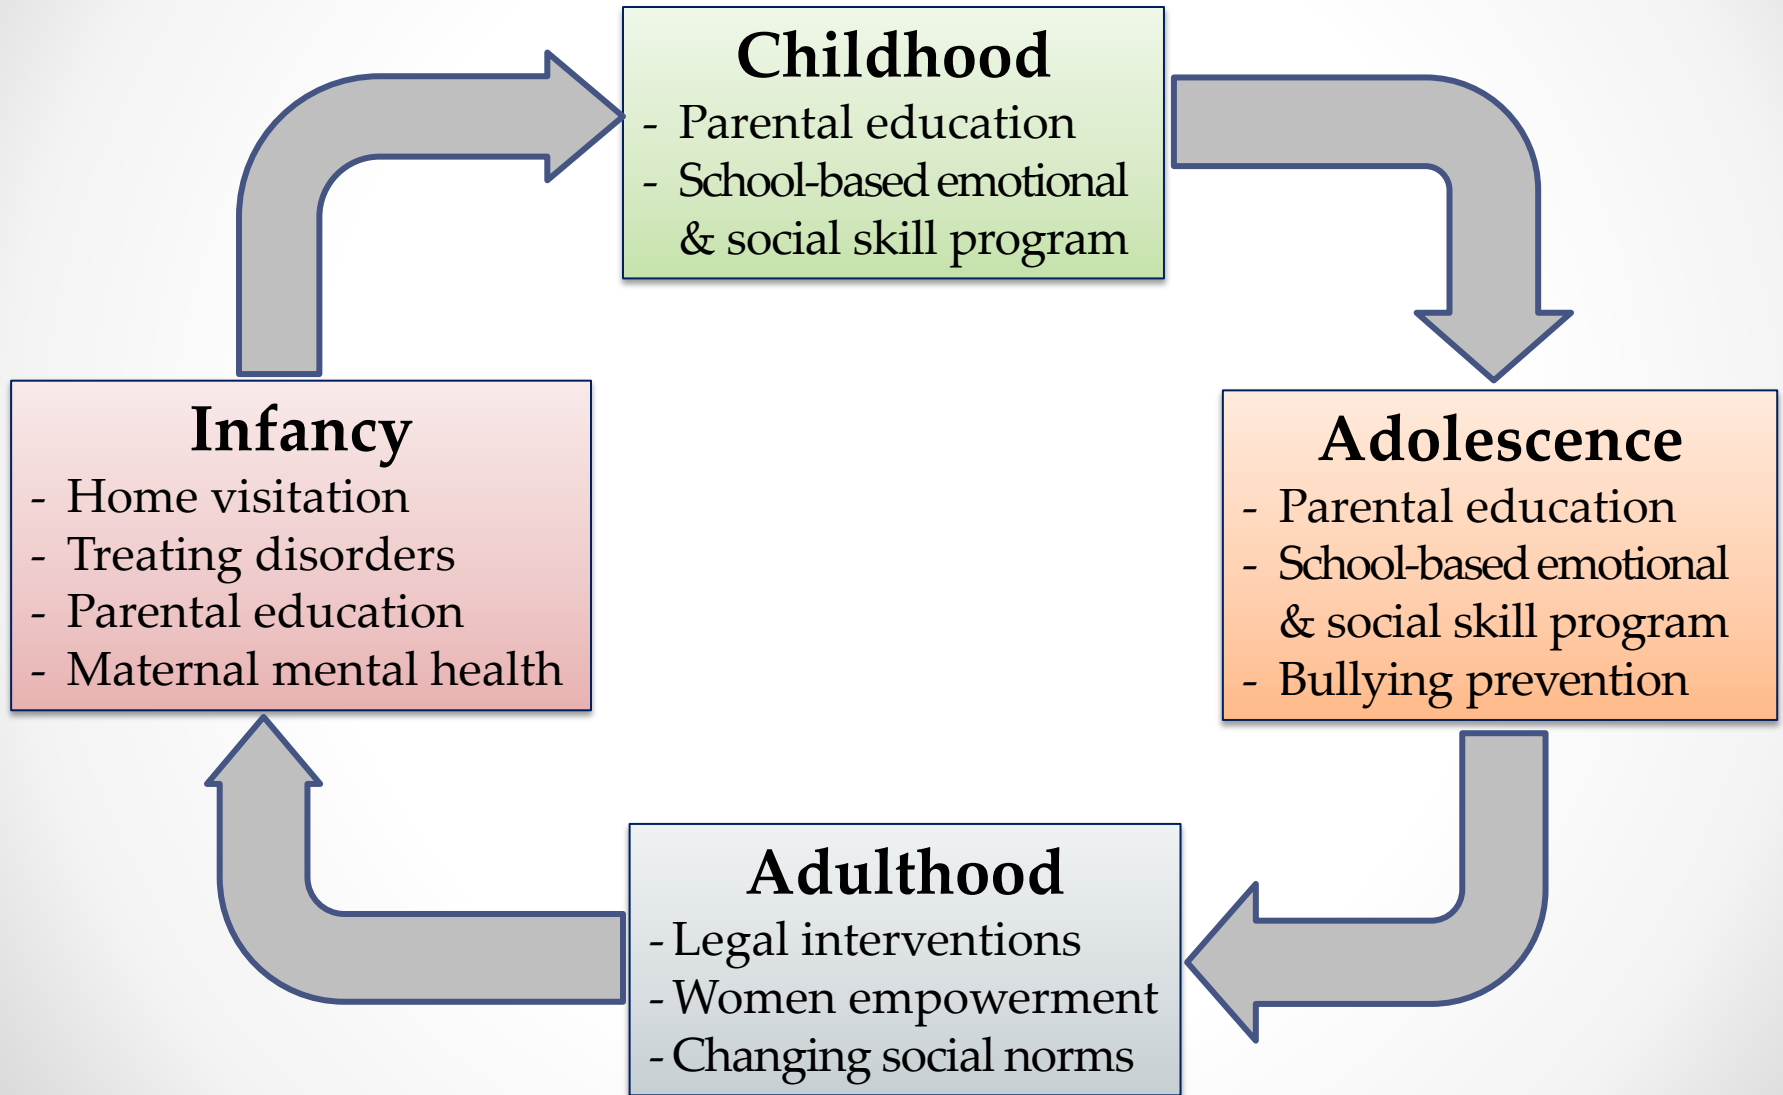 Childhood
- Parental education
- School-based emotional
& social skill program
Infancy
- Home visitation
- Treating disorders
- Parental education
- Maternal mental health
Adolescence
- Parental education
- School-based emotional
& social skill program
- Bullying prevention
Adulthood
- Legal interventions
- Women empowerment
- Changing social norms